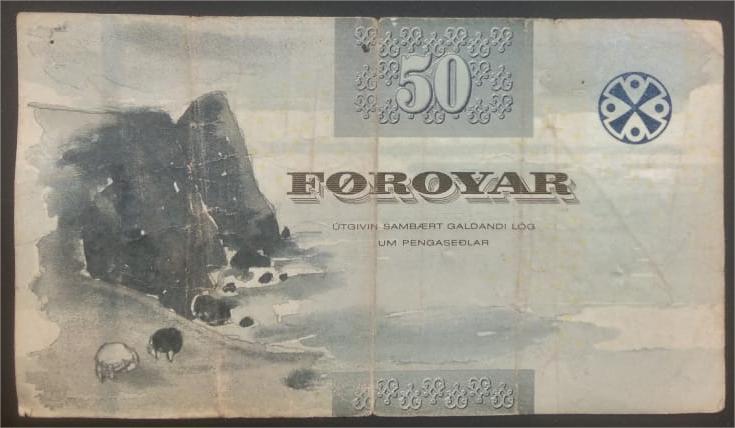 50
FØROYAR
ÚTGIVIN SAMBÆRT GALDANDI LÓG
UM PENGASEÐLAR